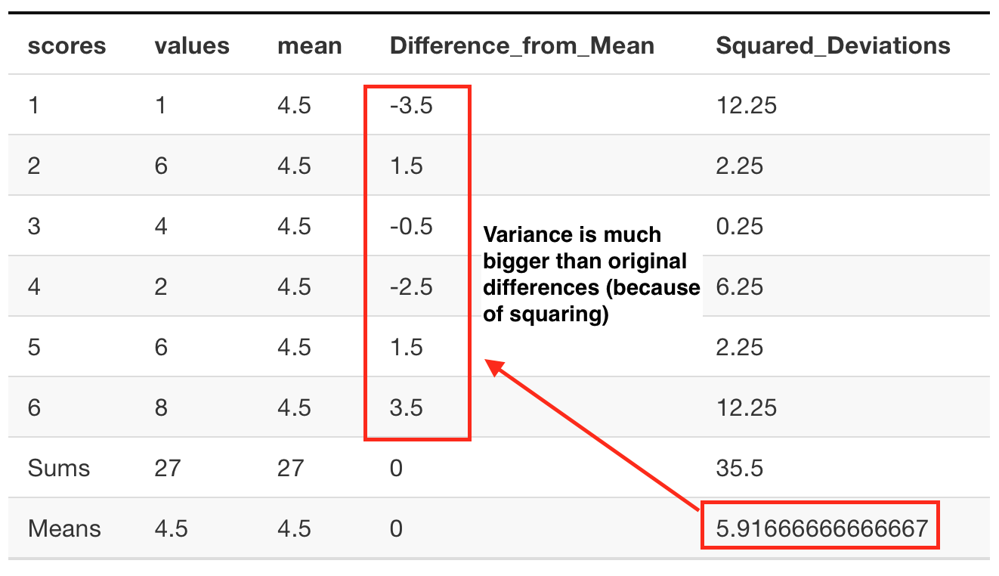 scores values mean Difference_from_Mean Squared_Deviations
1 1 4.5 -3.5 12.25
2 6 4.5 1.5 2.25
3 4 4.5 -0.5 0.25
Variance is much
bigger than original
differences (because
of squaring)
4 2 4.5 -2.5 6.25
5 6 4.5 1.5 2.25
6 8 4.5 3.5 12.25
Sums 27 27 0 35.5
Means 4.5 4.5 0 5.91666666666667